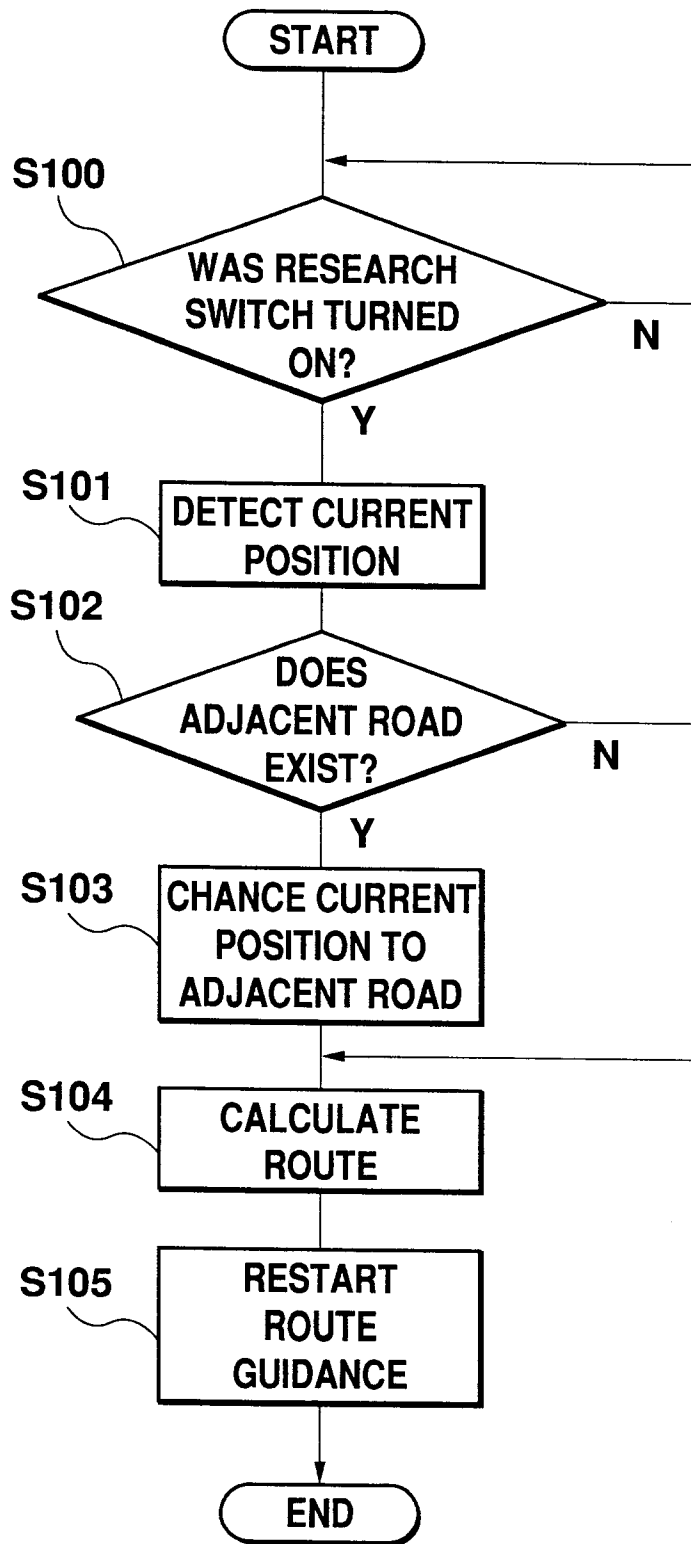 START
S100
WAS RESEARCH
SWITCH TURNED
ON?
N
Y
S101
DETECT CURRENT
POSITION
S102
DOES
ADJACENT ROAD
EXIST?
N
Y
S103
CHANCE CURRENT
POSITION TO
ADJACENT ROAD
S104
CALCULATE
ROUTE
S105
RESTART
ROUTE
GUIDANCE
END